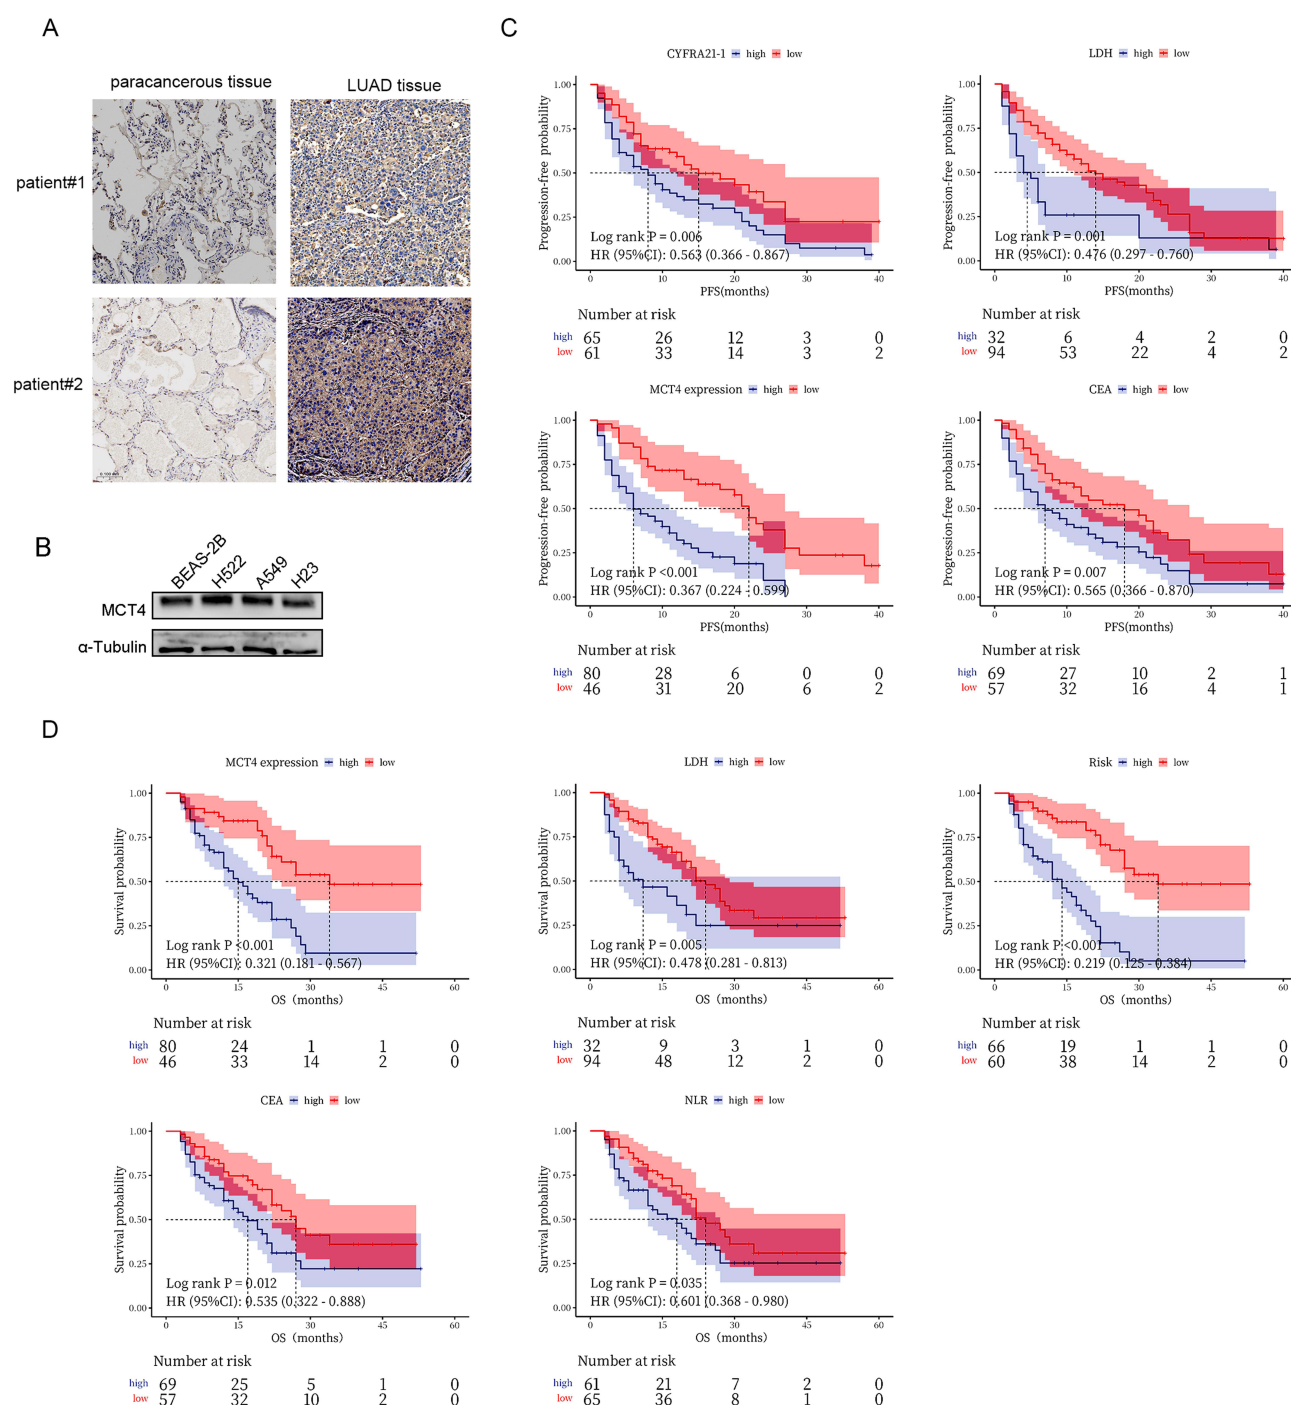 A
paracancerous tissue
LUAD tissue
patient#1
patient#2
B
BEAS-2B
H522
A549
H23
MCT4
α-Tubulin
C
CYFRA21-1 high low
Progression-free probability
1.00
0.75
0.50
0.25
0.00
Log rank P = 0.006
HR (95%CI): 0.563 (0.366 - 0.867)
0 10 20 30 40
PFS(months)
Number at risk
high 65 26 12 3 0
low 61 33 14 3 2
LDH high low
Progression-free probability
1.00
0.75
0.50
0.25
0.00
Log rank P = 0.001
HR (95%CI): 0.476 (0.297 - 0.760)
0 10 20 30 40
PFS(months)
Number at risk
high 32 6 4 2 0
low 94 53 22 4 2
MCT4 expression high low
Progression-free probability
1.00
0.75
0.50
0.25
0.00
Log rank P <0.001
HR (95%CI): 0.367 (0.224 - 0.599)
0 10 20 30 40
PFS(months)
Number at risk
high 80 28 6 0 0
low 46 31 20 6 2
CEA high low
Progression-free probability
1.00
0.75
0.50
0.25
0.00
Log rank P = 0.007
HR (95%CI): 0.565 (0.366 - 0.870)
0 10 20 30 40
PFS(months)
Number at risk
high 69 27 10 2 1
low 57 32 16 4 1
D
MCT4 expression high low
Survival probability
1.00
0.75
0.50
0.25
0.00
Log rank P <0.001
HR (95%CI): 0.321 (0.181 - 0.567)
0 15 30 45 60
OS (months)
Number at risk
high 80 24 1 1 0
low 46 33 14 2 0
LDH high low
Survival probability
1.00
0.75
0.50
0.25
0.00
Log rank P = 0.005
HR (95%CI): 0.478 (0.281 - 0.813)
0 15 30 45 60
OS (months)
Number at risk
high 32 9 3 1 0
low 94 48 12 2 0
Risk high low
Survival probability
1.00
0.75
0.50
0.25
0.00
Log rank P <0.001
HR (95%CI): 0.219 (0.125 - 0.384)
0 15 30 45 60
OS (months)
Number at risk
high 66 19 1 1 0
low 60 38 14 2 0
CEA high low
Survival probability
1.00
0.75
0.50
0.25
0.00
Log rank P = 0.012
HR (95%CI): 0.535 (0.322 - 0.888)
0 15 30 45 60
OS (months)
Number at risk
high 69 25 5 1 0
low 57 32 10 2 0
NLR high low
Survival probability
1.00
0.75
0.50
0.25
0.00
Log rank P = 0.035
HR (95%CI): 0.601 (0.368 - 0.980)
0 15 30 45 60
OS (months)
Number at risk
high 61 21 7 2 0
low 65 36 8 1 0